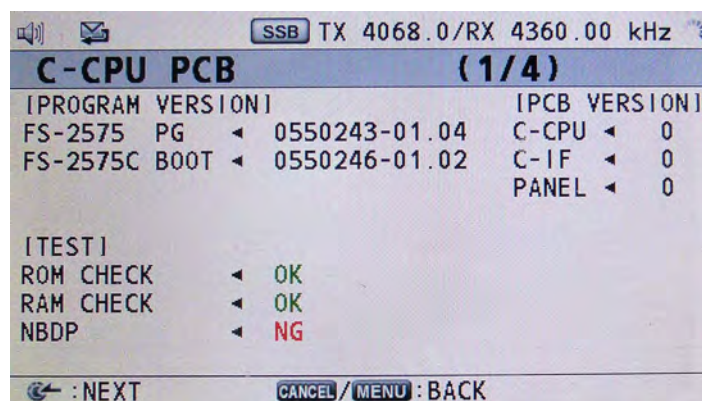 SSB TX 4068.0/RX 4360.00 kHz
C-CPU PCB (1/4)
[PROGRAM VERSION] [PCB VERSION]
FS-2575 PG ◄ 0550243-01.04 C-CPU ◄ 0
FS-2575C BOOT ◄ 0550246-01.02 C-IF ◄ 0
PANEL ◄ 0
[TEST]
ROM CHECK ◄ OK
RAM CHECK ◄ OK
NBDP ◄ NG
:NEXT CANCEL/MENU:BACK